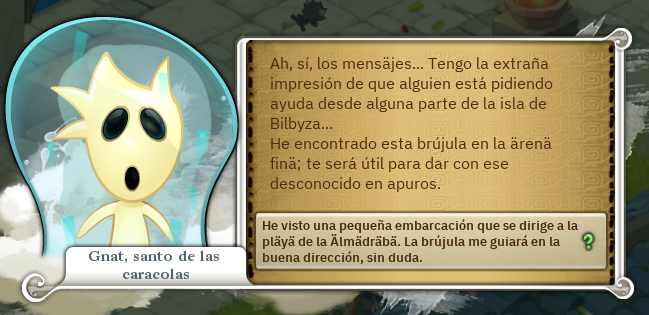 Ah, sí, los mensäjes... Tengo la extraña
impresión de que alguien está pidiendo
ayuda desde alguna parte de la isla de
Bilbyza...
He encontrado esta brújula en la ärenä
finä; te será útil para dar con ese
desconocido en apuros.
He visto una pequeña embarcación que se dirige a la
pläyä de la Älmädräbä. La brújula me guiará en la
buena dirección, sin duda.
?
Gnat, santo de las
caracolas